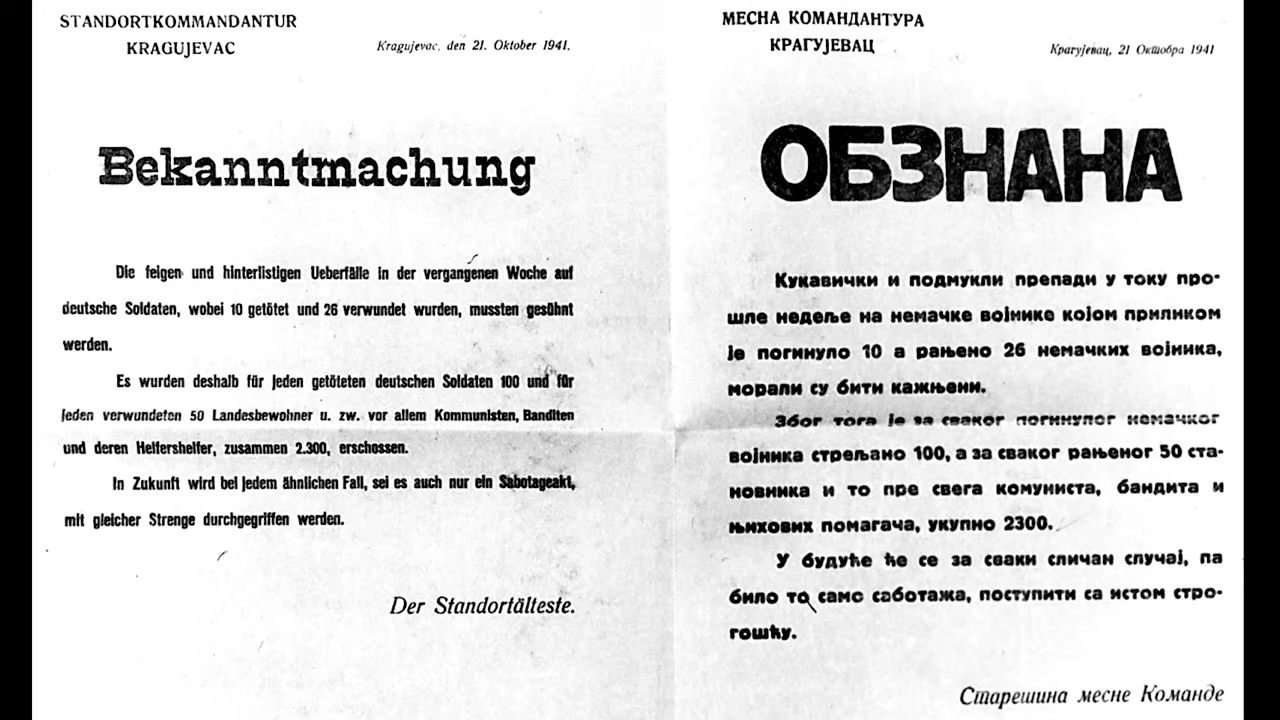 STANDORTKOMMANDANTUR
KRAGUJEVAC
Kragujevac, den 21. Oktober 1941.
Bekanntmachung
Die feigen und hinterlistigen Ueberfälle in der vergangenen Woche auf
deutsche Soldaten, wobei 10 getötet und 26 verwundet wurden, mussten gesühnt
werden.
Es wurden deshalb für jeden getöteten deutschen Soldaten 100 und für
jeden verwundeten 50 Landesbewohner u. zw. vor allem Kommunisten, Banditen
und deren Helfershelfer, zusammen 2.300, erschossen.
In Zukunft wird bei jedem ähnlichen Fall, sei es auch nur ein Sabotageakt,
mit gleicher Strenge durchgegriffen werden.
Der Standortälteste.
МЕСНА КОМАНДАНТУРА
КРАГУЈЕВАЦ
Крагујевац, 21 Октобра 1941
ОБЗНАНА
Кукавички и подмукли препади у току про-
шле недеље на немачке војнике којом приликом
је погинуло 10 а рањено 26 немачких војника,
морали су бити кажњени.
Због тога је за сваког погинулог немачког
војника стрељано 100, а за сваког рањеног 50 ста-
новника и то пре свега комуниста, бандита и
њихових помагача, укупно 2300.
У будуће ће се за сваки сличан случај, па
било то само саботажа, поступити са истом стро-
гошћу.
Старешина месне Команде